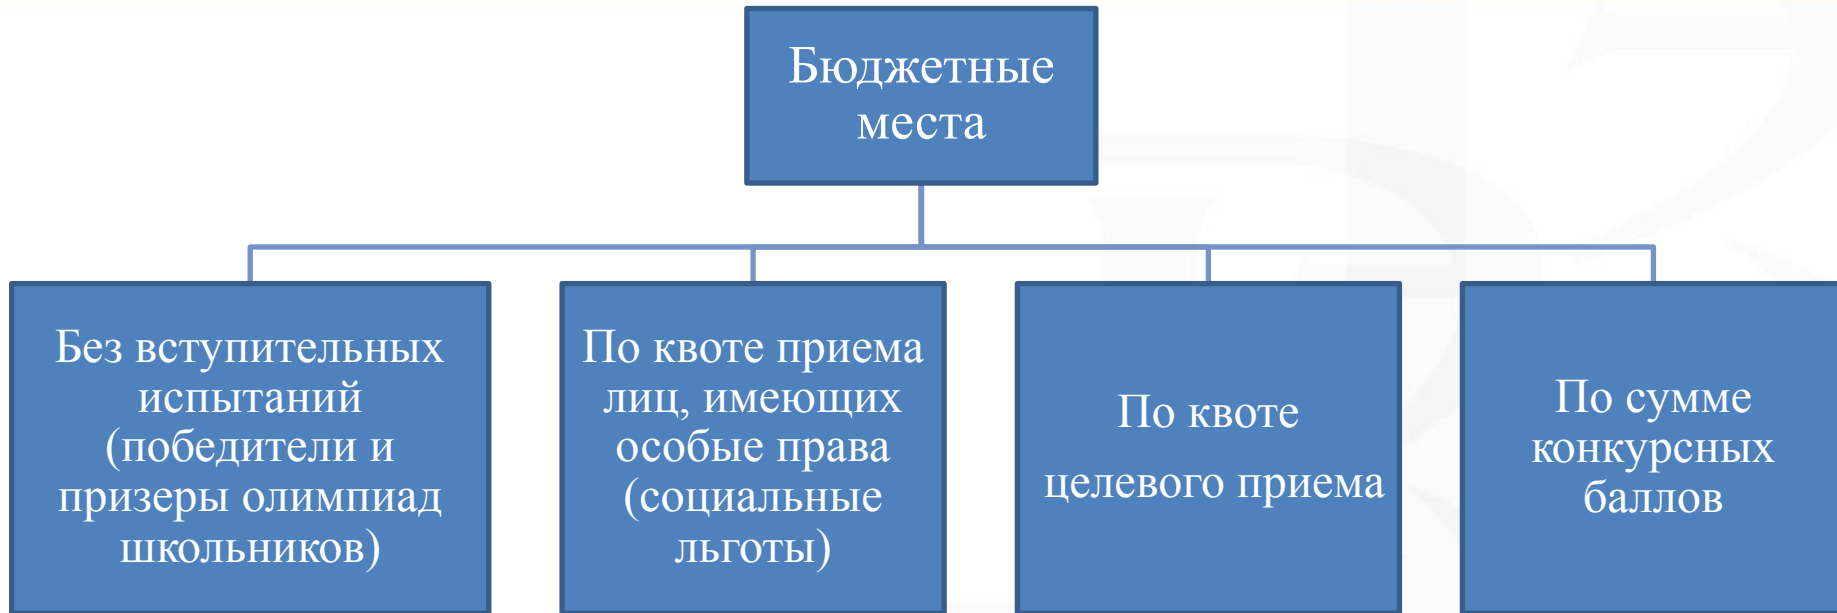 Бюджетные
места
Без вступительных
испытаний
(победители и
призеры олимпиад
школьников)
По квоте приема
лиц, имеющих
особые права
(социальные
льготы)
По квоте
целевого приема
По сумме
конкурсных
баллов